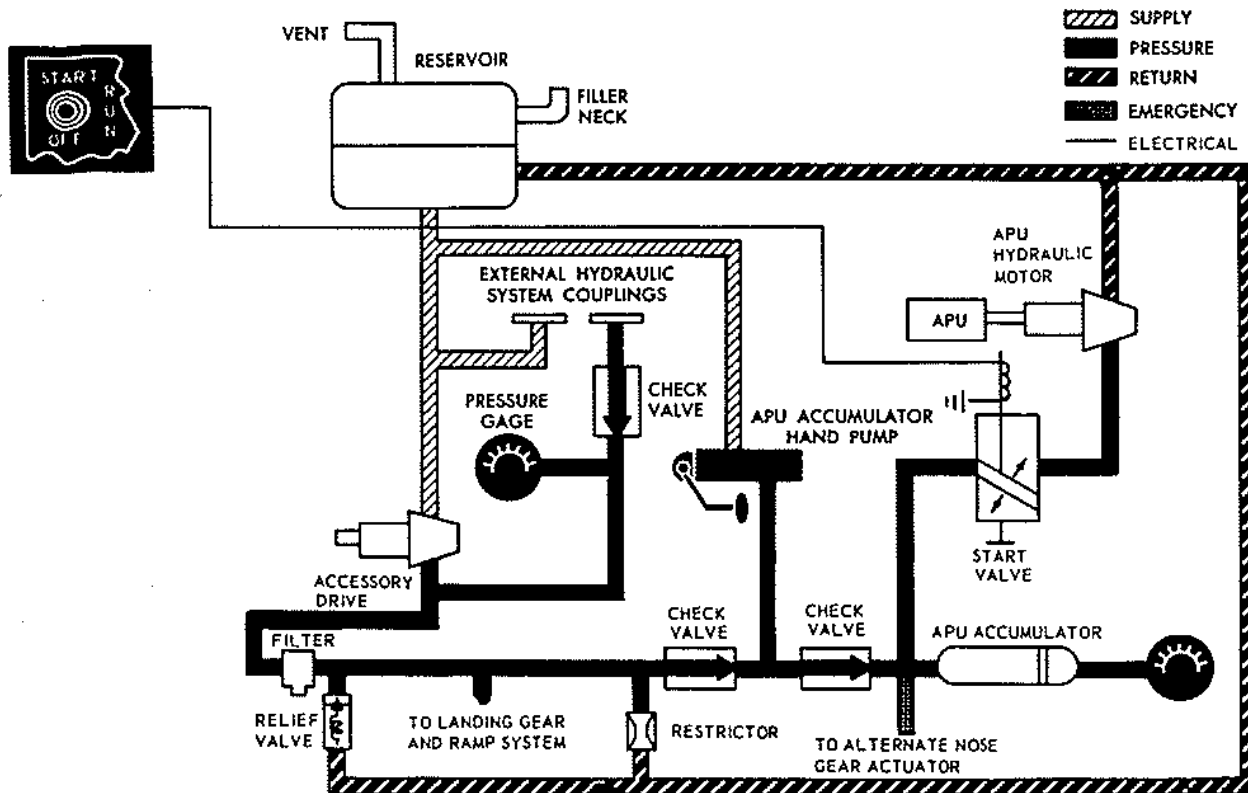 SUPPLY
PRESSURE
RETURN
EMERGENCY
ELECTRICAL
VENT
RESERVOIR
FILLER
NECK
START
RUN
OFF
APU
HYDRAULIC
MOTOR
APU
EXTERNAL HYDRAULIC
SYSTEM COUPLINGS
PRESSURE
GAGE
CHECK
VALVE
APU ACCUMULATOR
HAND PUMP
START
VALVE
ACCESSORY
DRIVE
FILTER
CHECK
VALVE
CHECK
VALVE
APU ACCUMULATOR
RELIEF
VALVE
TO LANDING GEAR
AND RAMP SYSTEM
RESTRICTOR
TO ALTERNATE NOSE
GEAR ACTUATOR